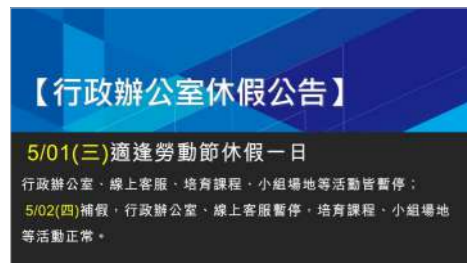 【行政辦公室休假公告】
5/01(三)適逢勞動節休假一日
行政辦公室、線上客服、培育課程、小組場地等活動皆暫停；
5/02(四)補假，行政辦公室、線上客服暫停，培育課程、小組場地
等活動正常。